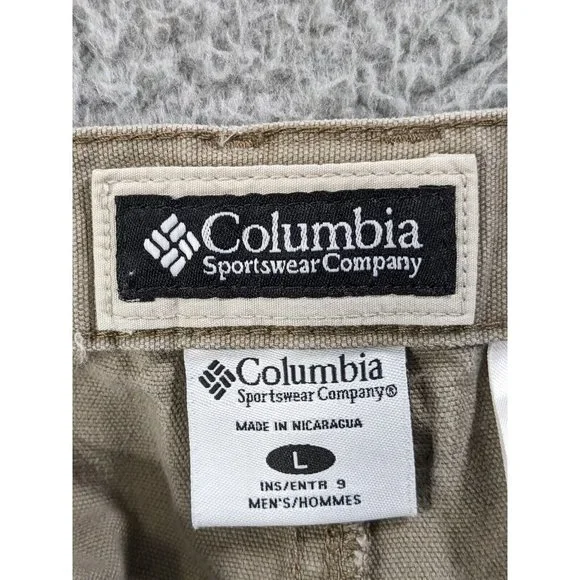 Columbia
Sportswear Company
Columbia
Sportswear Company®
MADE IN NICARAGUA
L
INS/ENTR 9
MEN'S/HOMMES